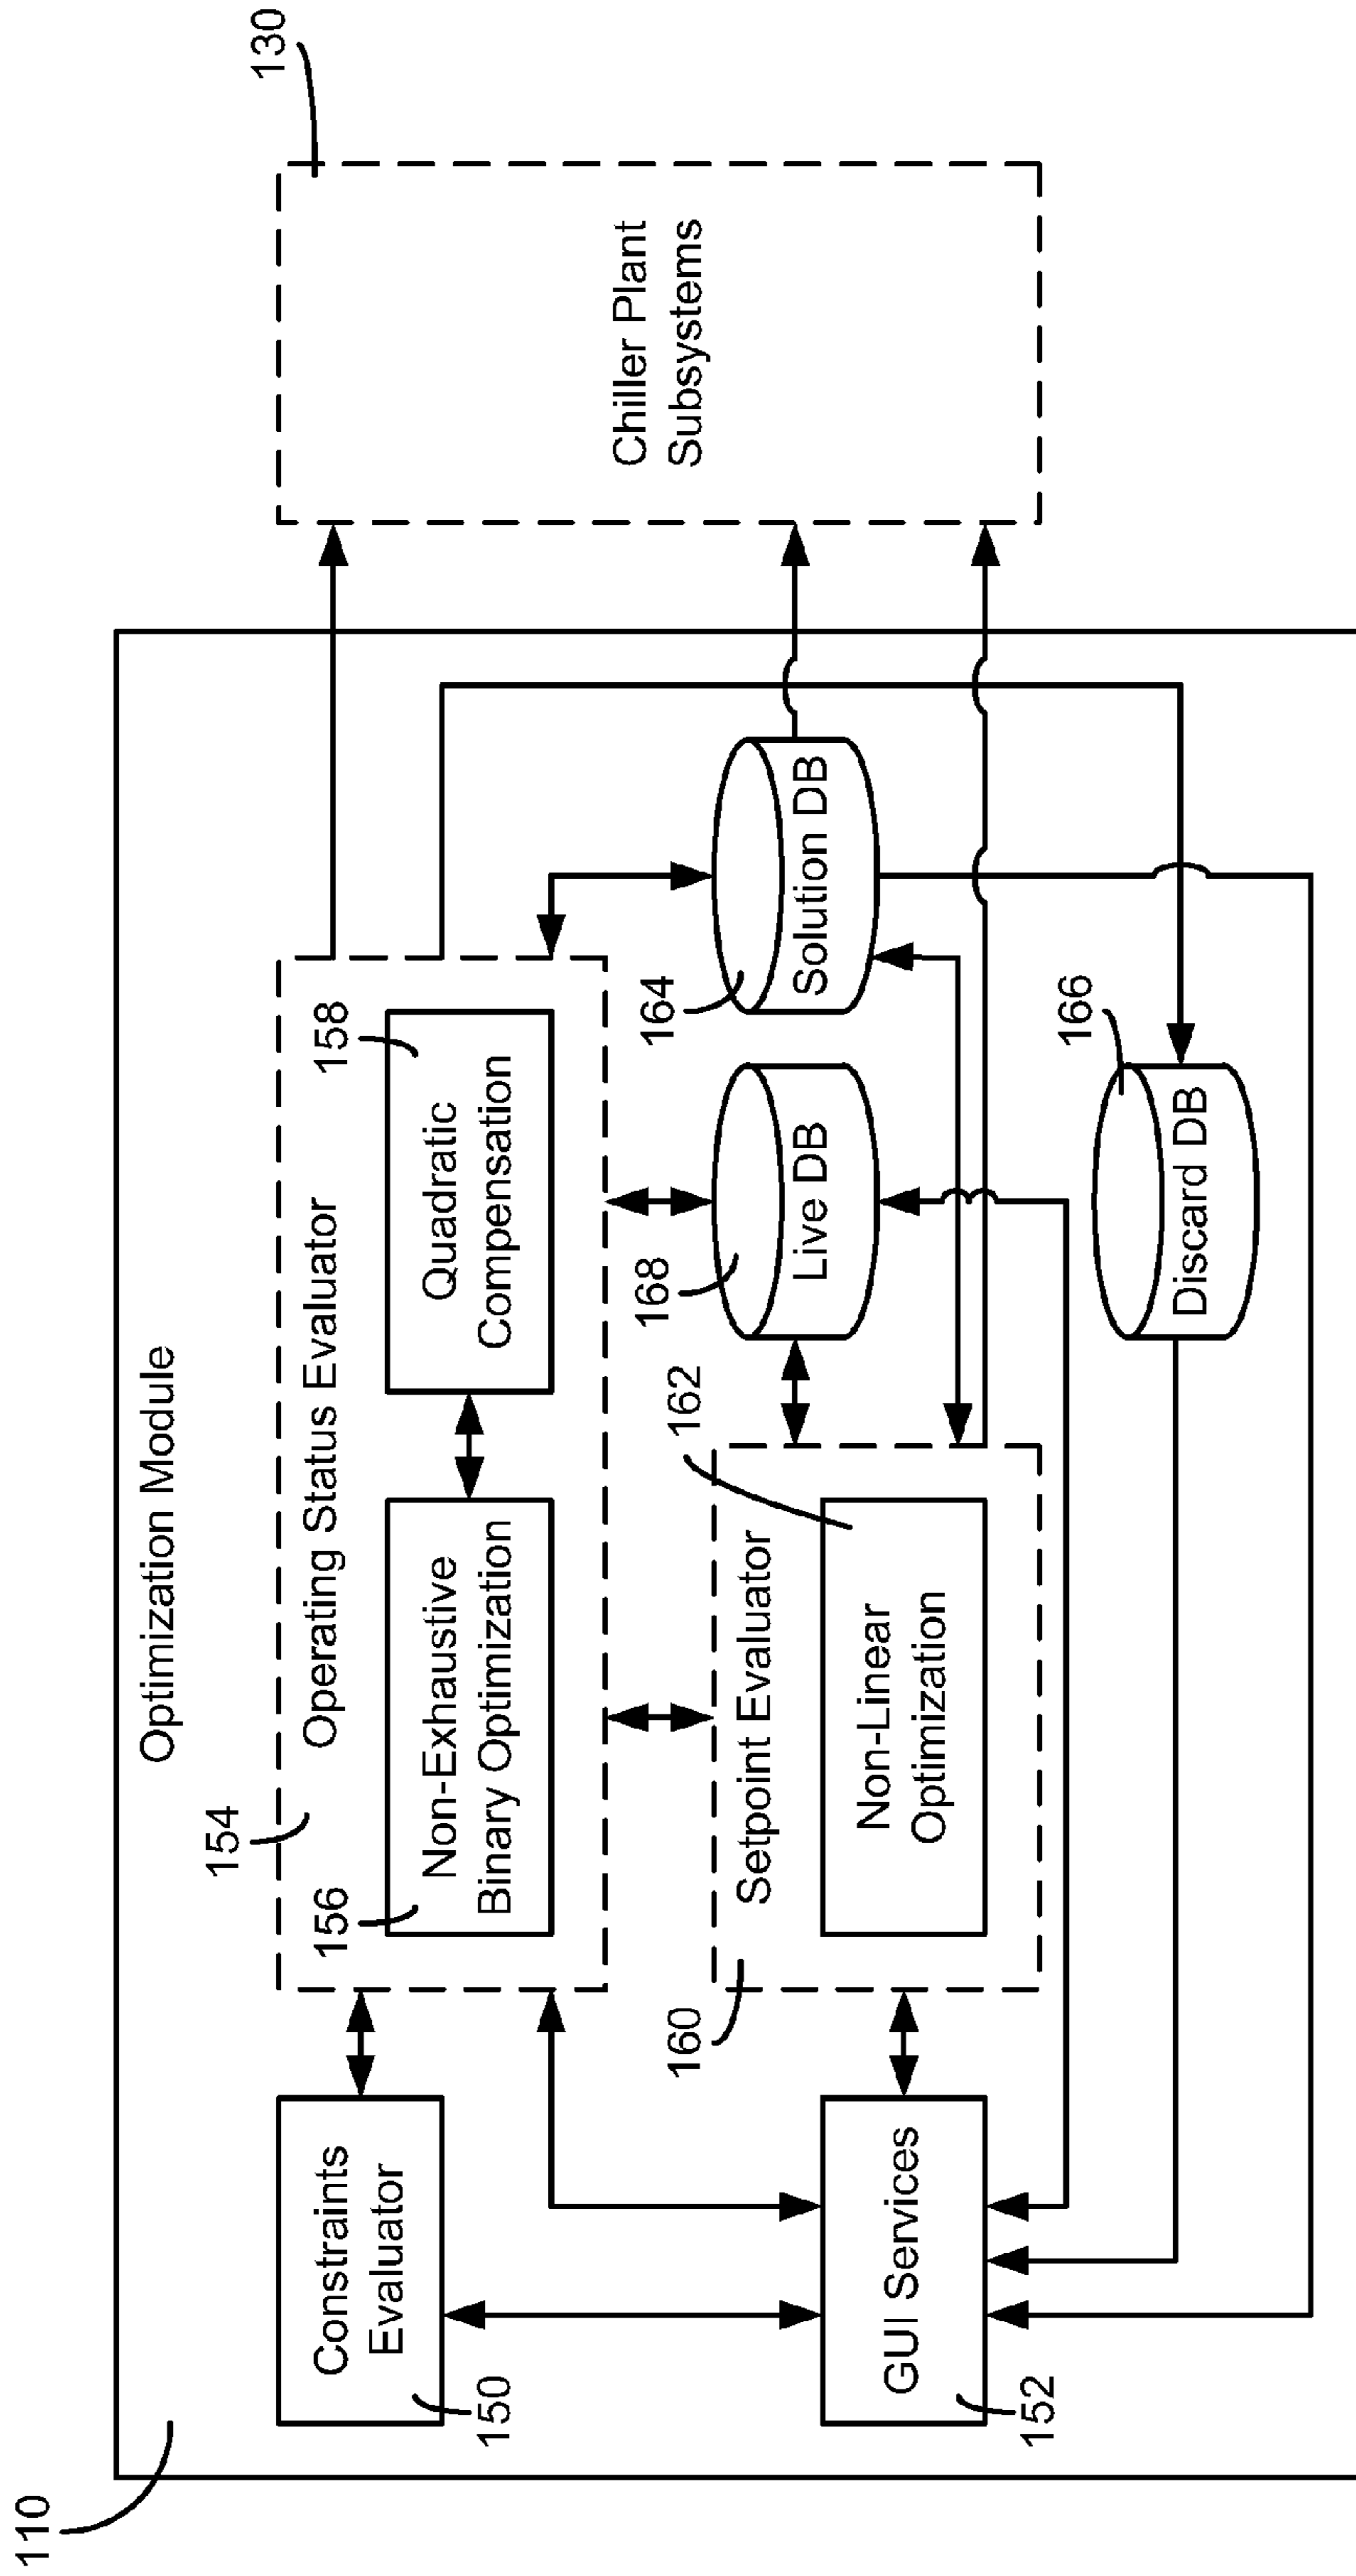 110
Optimization Module
130
154
Operating Status Evaluator
156
158
Constraints
Evaluator
150
Non-Exhaustive
Binary Optimization
Quadratic
Compensation
Chiller Plant
Subsystems
160
162
168
164
Setpoint Evaluator
Live DB
Solution DB
GUI Services
152
Non-Linear
Optimization
166
Discard DB